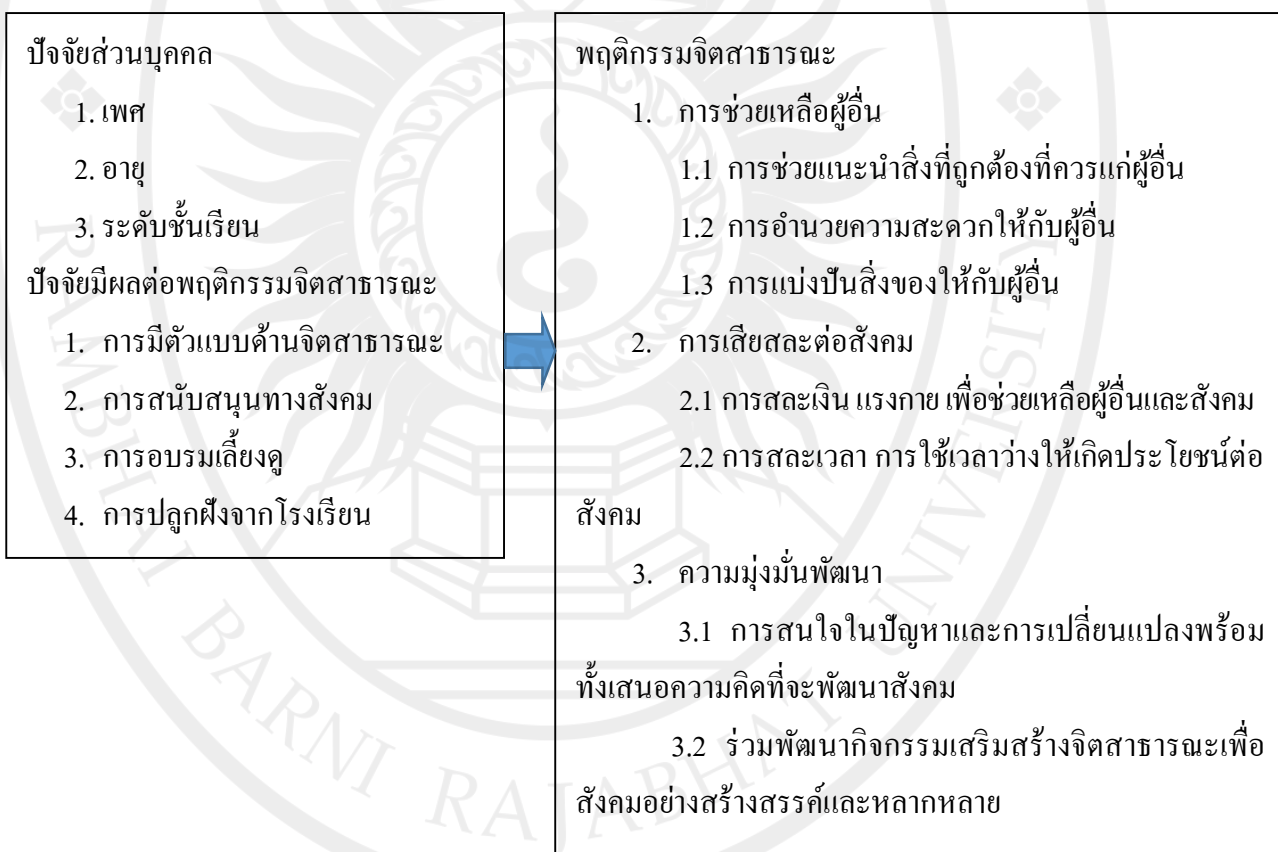 ปัจจัยส่วนบุคคล
1. เพศ
2. อายุ
3. ระดับชั้นเรียน
ปัจจัยมีผลต่อพฤติกรรมจิตสาธารณะ
1. การมีตัวแบบด้านจิตสาธารณะ
2. การสนับสนุนทางสังคม
3. การอบรมเลี้ยงดู
4. การปลูกฝังจากโรงเรียน
พฤติกรรมจิตสาธารณะ
1. การช่วยเหลือผู้อื่น
1.1 การช่วยแนะนำสิ่งที่ถูกต้องที่ควรแก่ผู้อื่น
1.2 การอำนวยความสะดวกให้กับผู้อื่น
1.3 การแบ่งปันสิ่งของให้กับผู้อื่น
2. การเสียสละต่อสังคม
2.1 การสละเงิน แรงกาย เพื่อช่วยเหลือผู้อื่นและสังคม
2.2 การสละเวลา การใช้เวลาว่างให้เกิดประโยชน์ต่อ
สังคม
3. ความมุ่งมั่นพัฒนา
3.1 การสนใจในปัญหาและการเปลี่ยนแปลงพร้อม
ทั้งเสนอความคิดที่จะพัฒนาสังคม
3.2 ร่วมพัฒนากิจกรรมเสริมสร้างจิตสาธารณะเพื่อ
สังคมอย่างสร้างสรรค์และหลากหลาย
RAMBHAI BARNI RAJABHAT UNIVERSITY